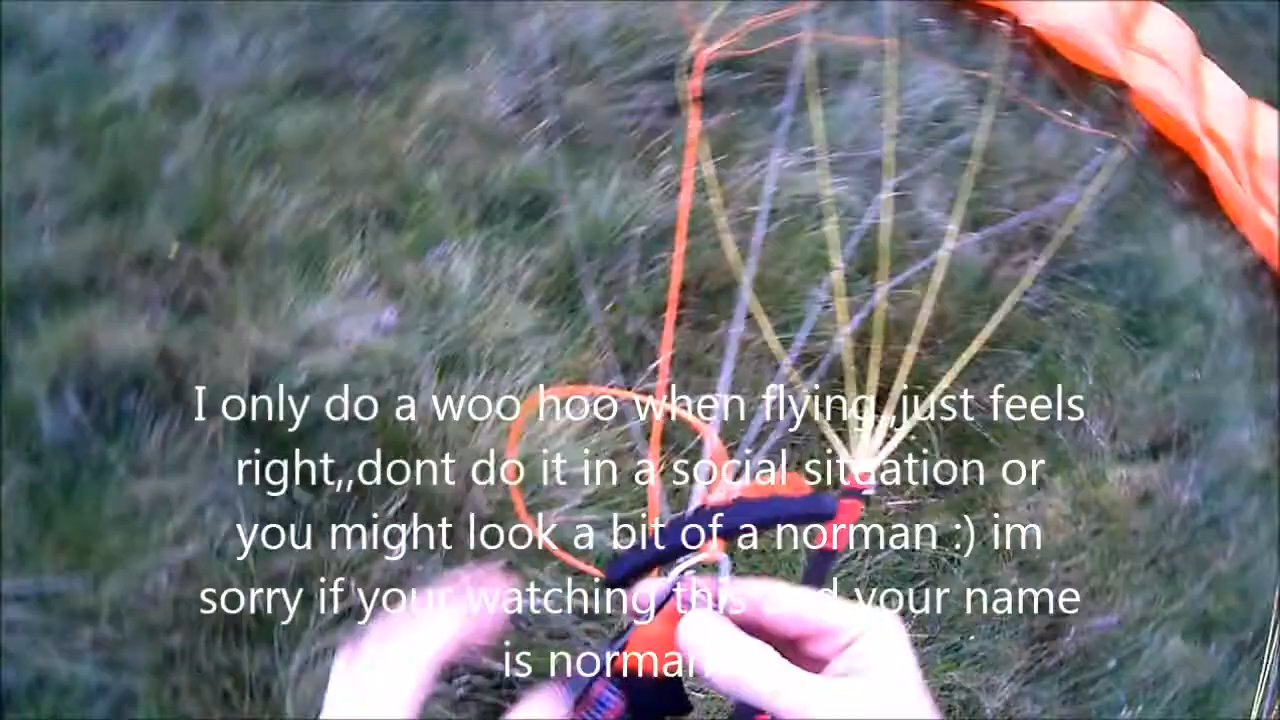 I only do a woo hoo when flying,,just feels
right,,dont do it in a social situation or
you might look a bit of a norman :) im
sorry if your watching this and your name
is norman